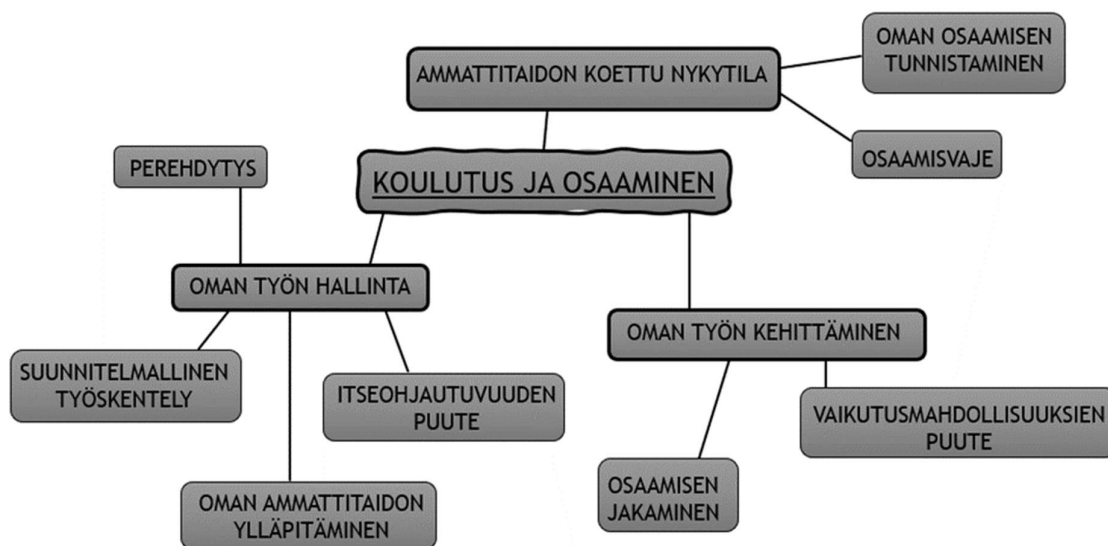 OMAN OSAAMISEN
TUNNISTAMINEN
AMMATTITAIDON KOETTU NYKYTILA
OSAAMISVAJE
PEREHDYTYS
KOULUTUS JA OSAAMINEN
OMAN TYÖN HALLINTA
OMAN TYÖN KEHITTÄMINEN
SUUNNITELMALLINEN
TYÖSKENTELY
ITSEOHJAUTUVUUDEN
PUUTE
VAIKUTUSMAHDOLLISUUKSIEN
PUUTE
OSAAMISEN
JAKAMINEN
OMAN AMMATTITAIDON
YLLÄPITÄMINEN